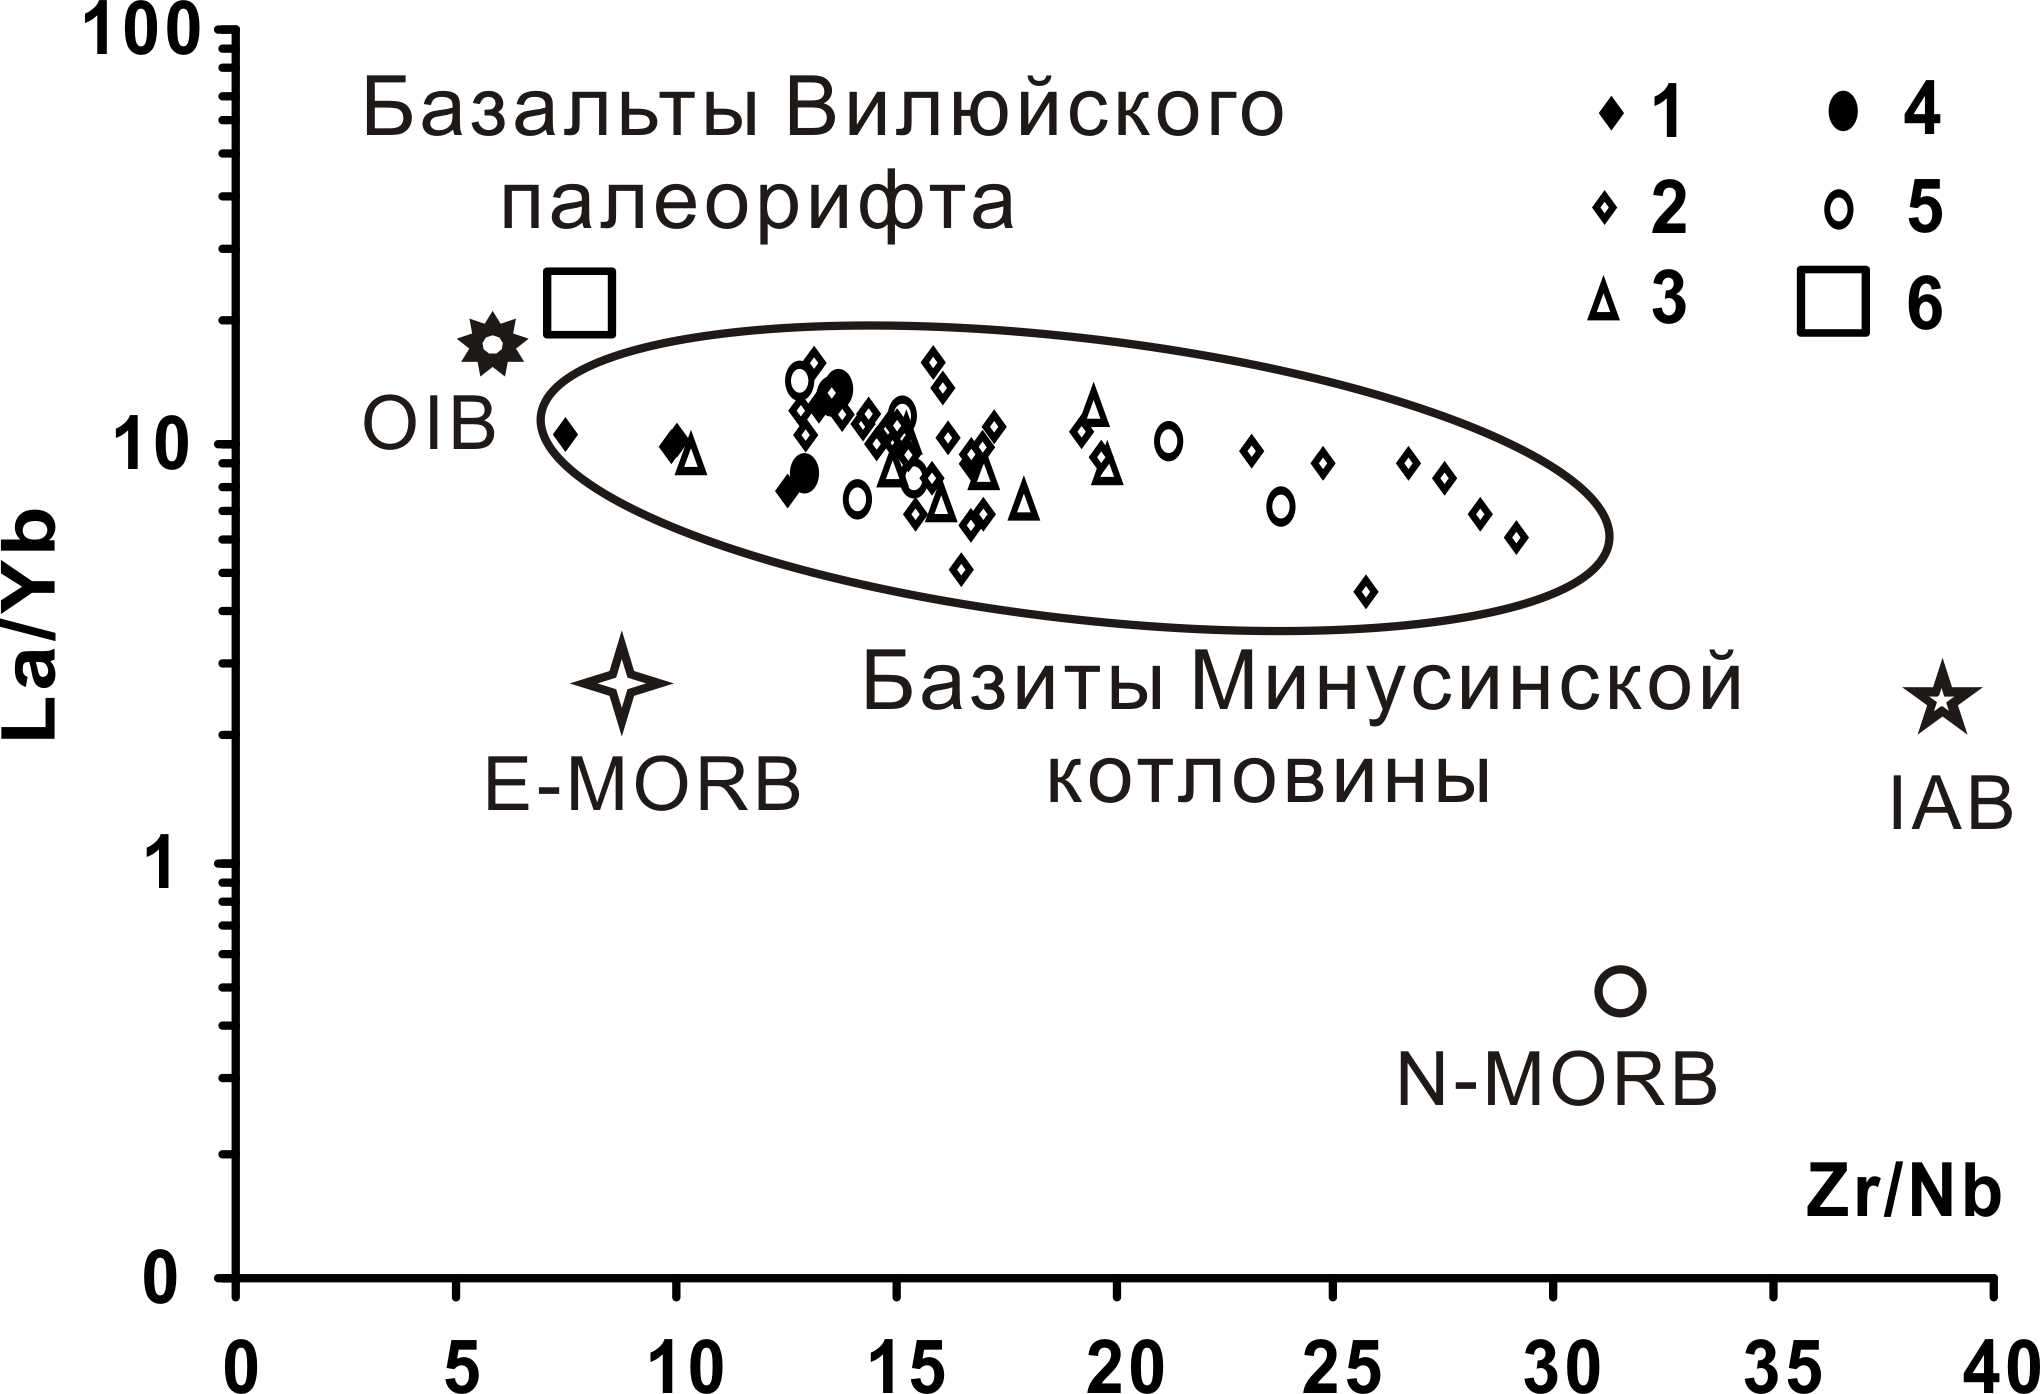 100
Базальты Вилюйского
палеорифта
1 4
2 5
3 6
OIB
10
La/Yb
E-MORB
Базиты Минусинской
котловины
IAB
1
N-MORB
Zr/Nb
0
0 5 10 15 20 25 30 35 40